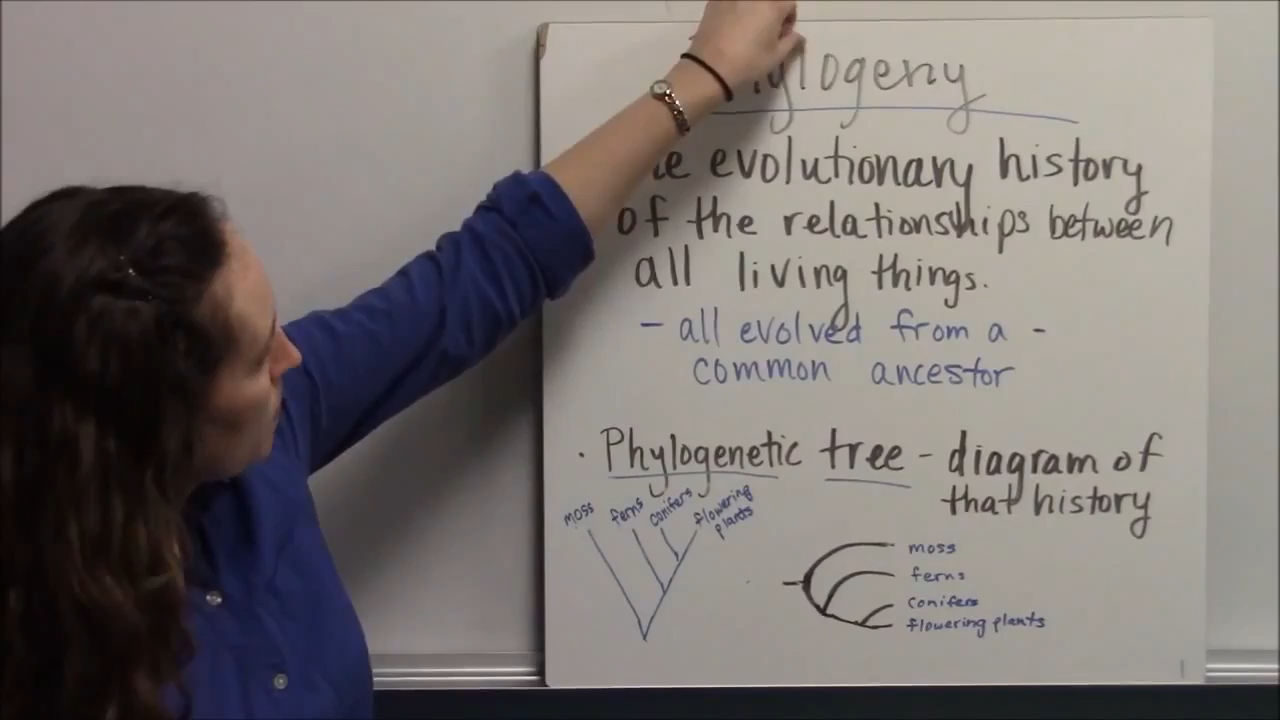 ylogeny
e evolutionary history
of the relationships between
all living things.
- all evolved from a -
common ancestor
· Phylogenetic tree - diagram of
that history
moss ferns conifers flowering
plants
moss
ferns
conifers
flowering plants